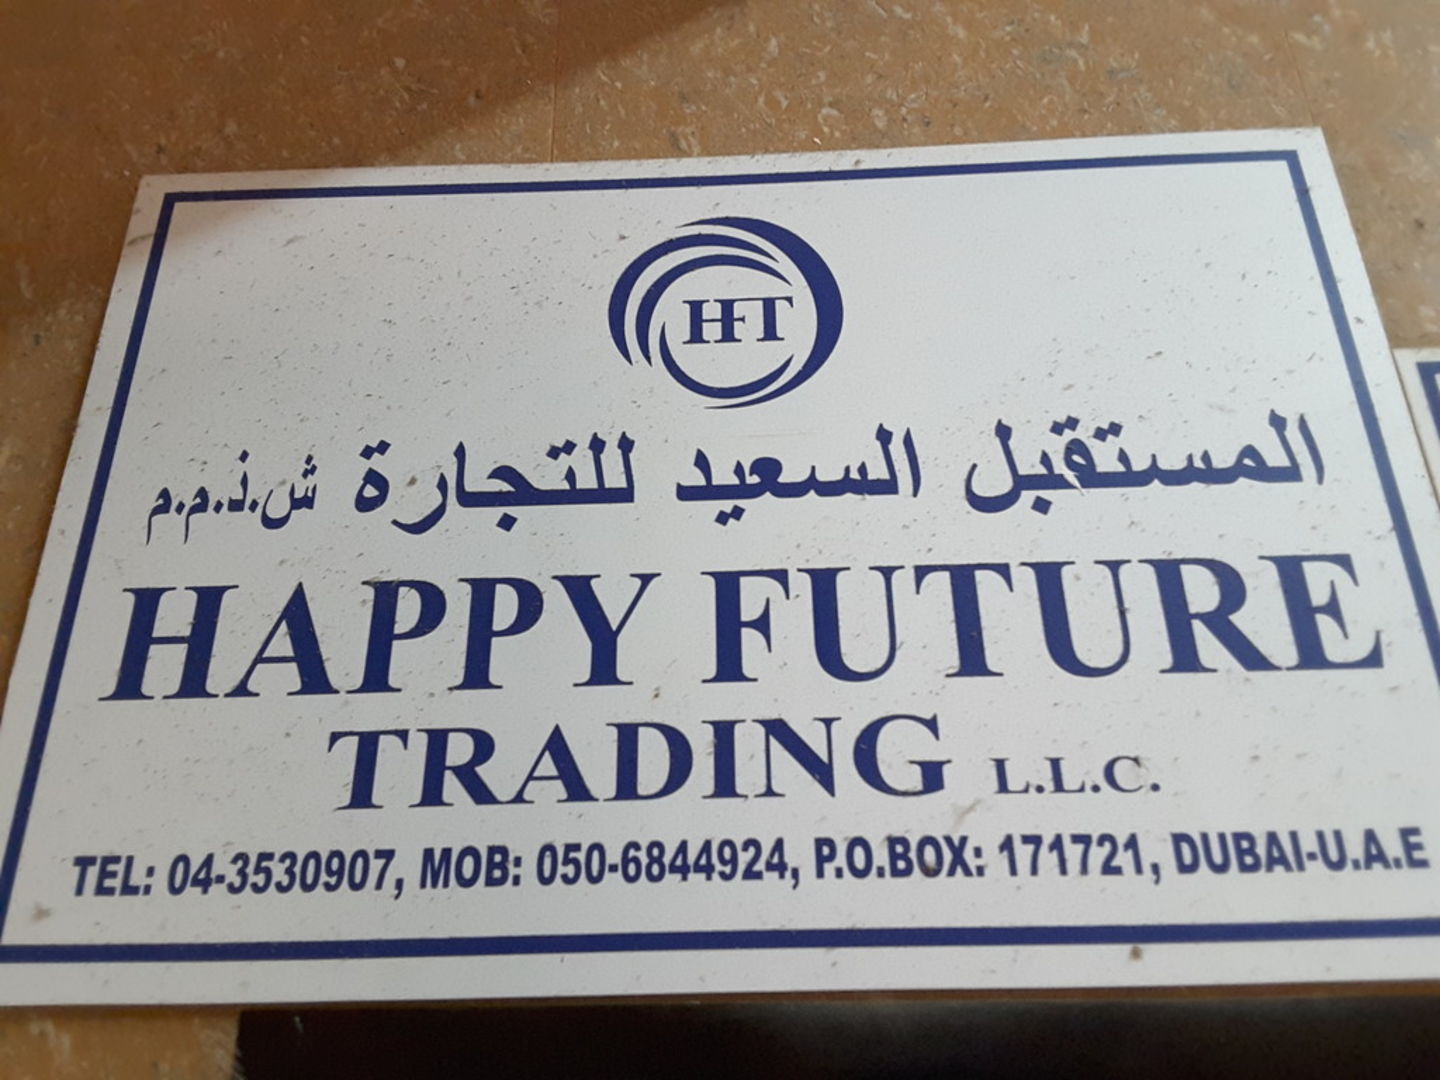 HFT
المستقبل السعيد للتجارة ش.ذ.م.م
HAPPY FUTURE
TRADING L.L.C.
TEL: 04-3530907, MOB: 050-6844924, P.O.BOX: 171721, DUBAI-U.A.E